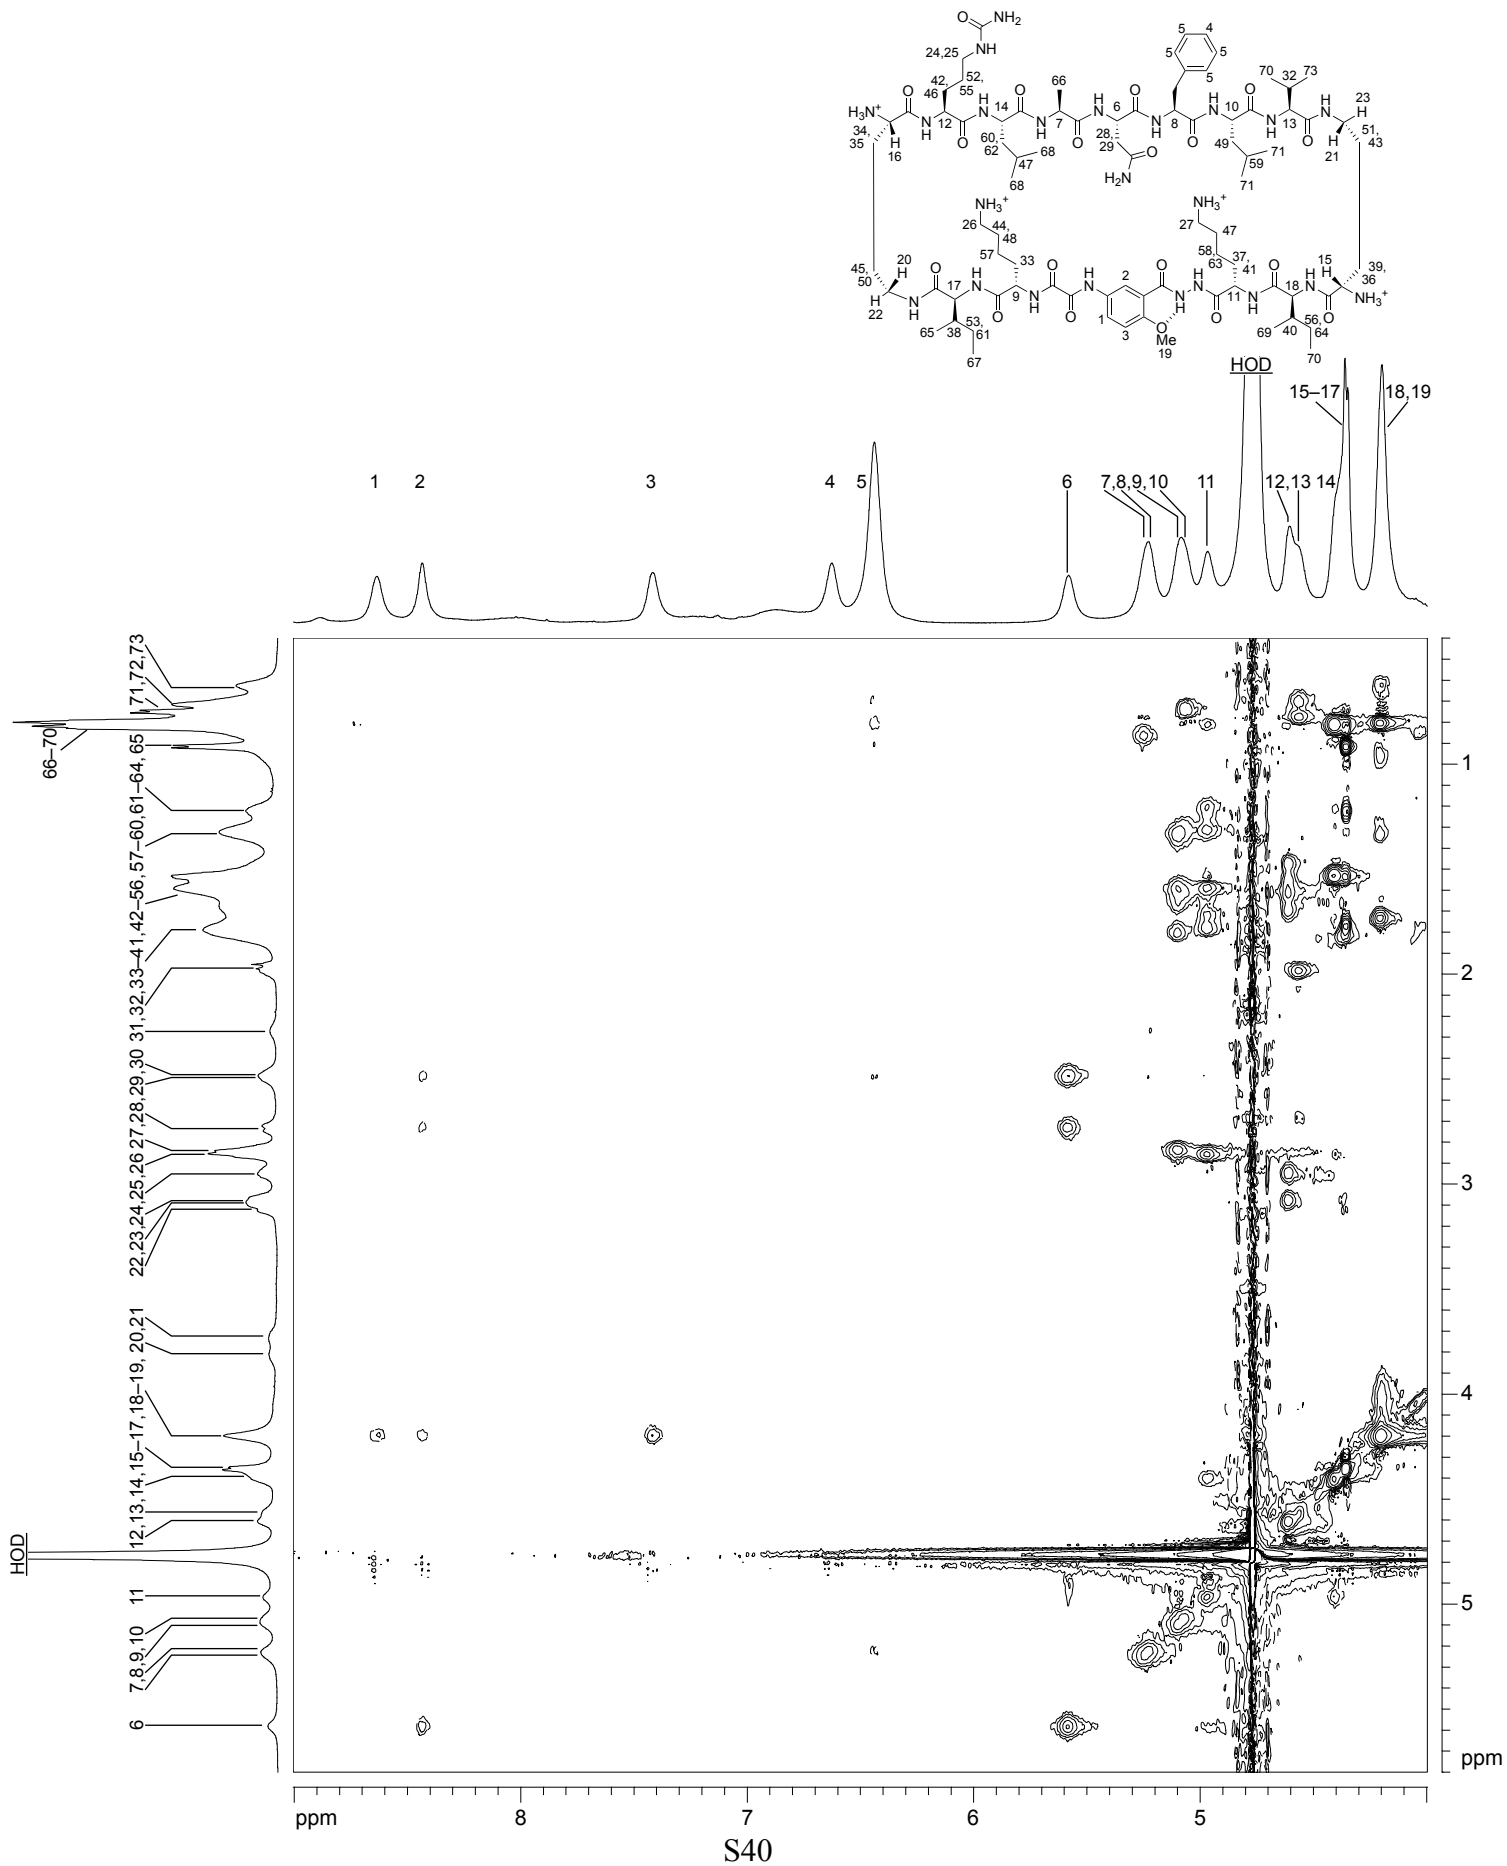 O NH2
NH
24,25
42,
46
52,
55
66
5 4
5 5
5
70 32 73
H3N+
34,
35
16
O
N
H
12
O
H
N
14
60,
62
47
68
68
O
N
H
7
O
H
N
6
28,
29
O
H2N
O
N
H
8
O
H
N
10
49
59
71
71
O
N
H
13
O
H
N
H 23
H
21
51,
43
NH3+
26
44,
48
57
33
NH3+
27
47
58,
63
37,
41
45,
50
20
H
H
22
N
H
O
17
65
38
53,
61
67
H
N
O
9
N
H
O
O
H
N
1
2
3
O
O
Me
19
N
H
H
N
O
11
N
H
O
18
69
40
56,
64
70
H
N
O
15
H
39,
36
NH3+
HOD
15–17
18,19
1 2 3 4 5 6 7,8,9,10 11 12,13 14
71,72,73
66–70
42–56, 57–60, 61–64, 65
31, 32, 33–41,
27, 28, 29, 30
22,23, 24, 25, 26
20,21
12,13,14, 15–17, 18–19,
HOD
11
7,8,9,10
6
1
2
3
4
5
ppm
ppm 8 7 6 5
S40